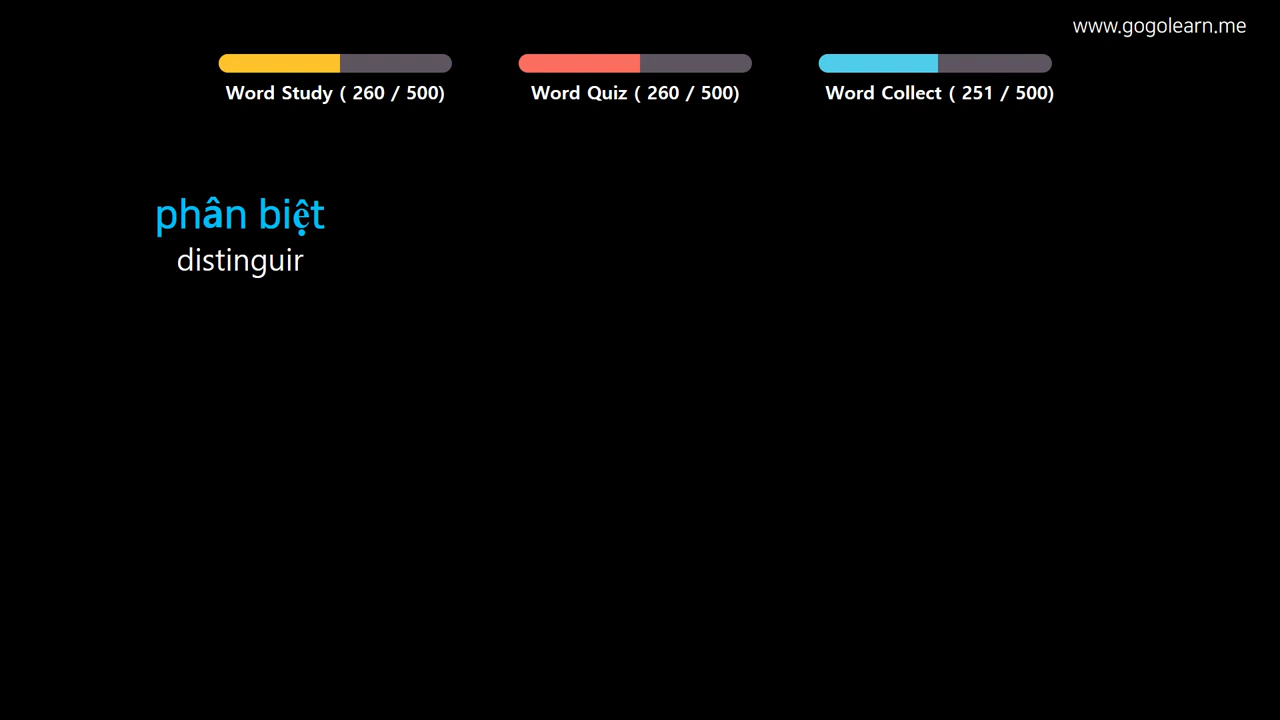 www.gogolearn.me
Word Study ( 260 / 500)
Word Quiz ( 260 / 500)
Word Collect ( 251 / 500)
phân biệt
distinguir